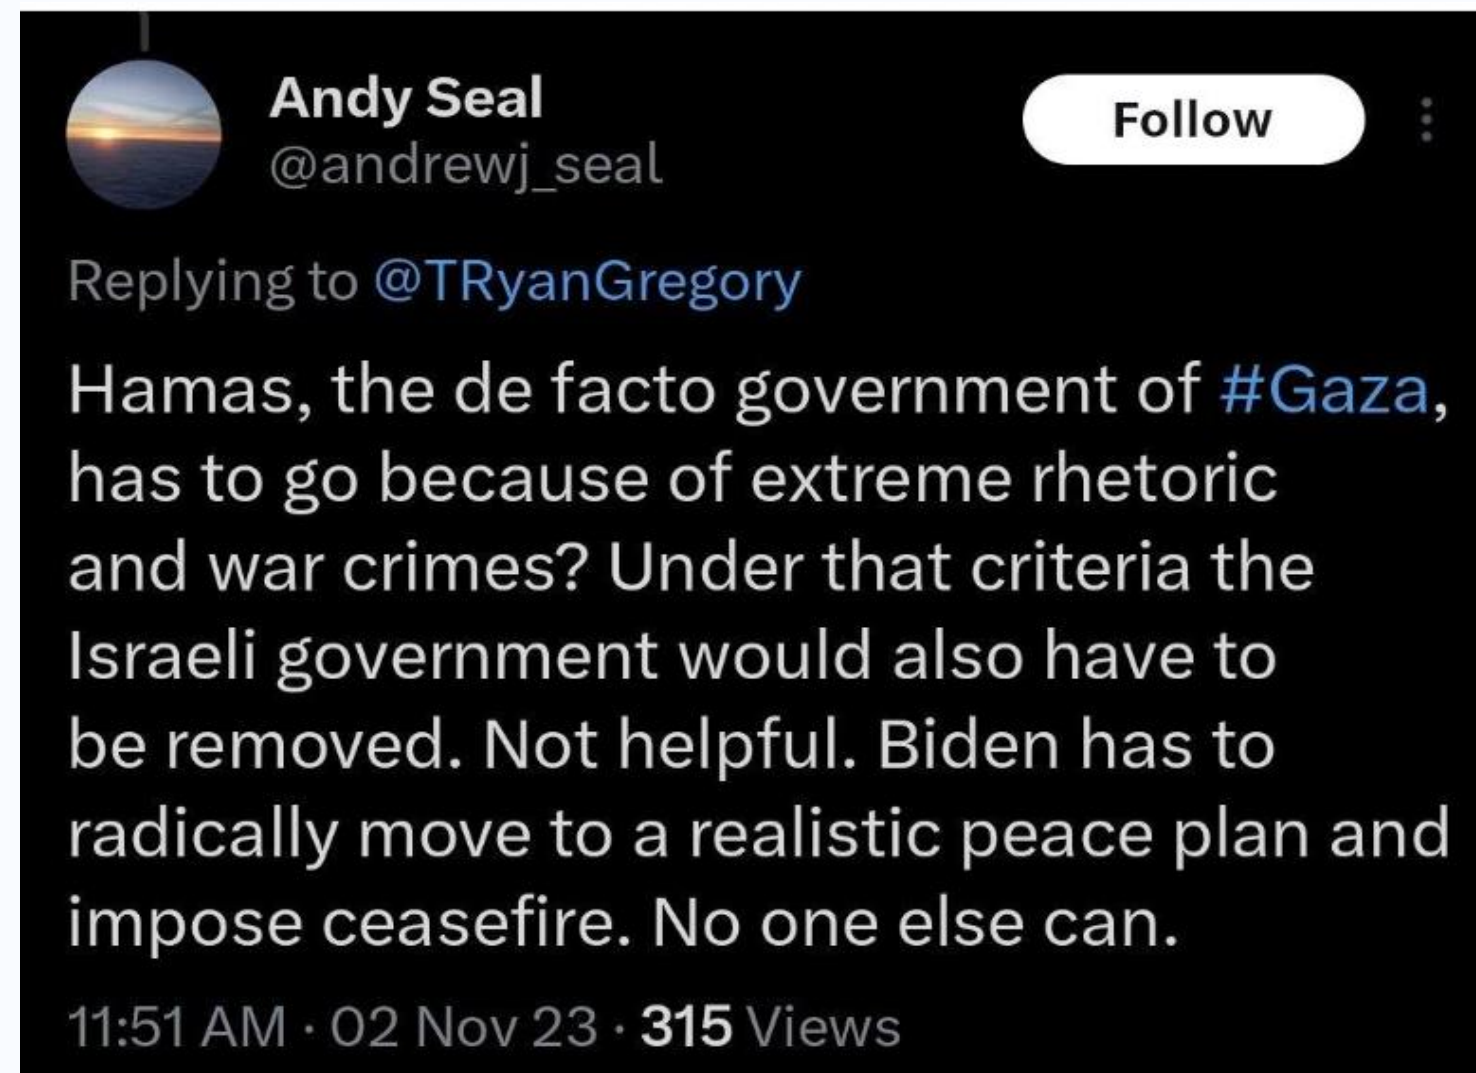 Andy Seal
@andrewj_seal
Follow
Replying to @TRyanGregory
Hamas, the de facto government of #Gaza,
has to go because of extreme rhetoric
and war crimes? Under that criteria the
Israeli government would also have to
be removed. Not helpful. Biden has to
radically move to a realistic peace plan and
impose ceasefire. No one else can.
11:51 AM · 02 Nov 23 · 315 Views